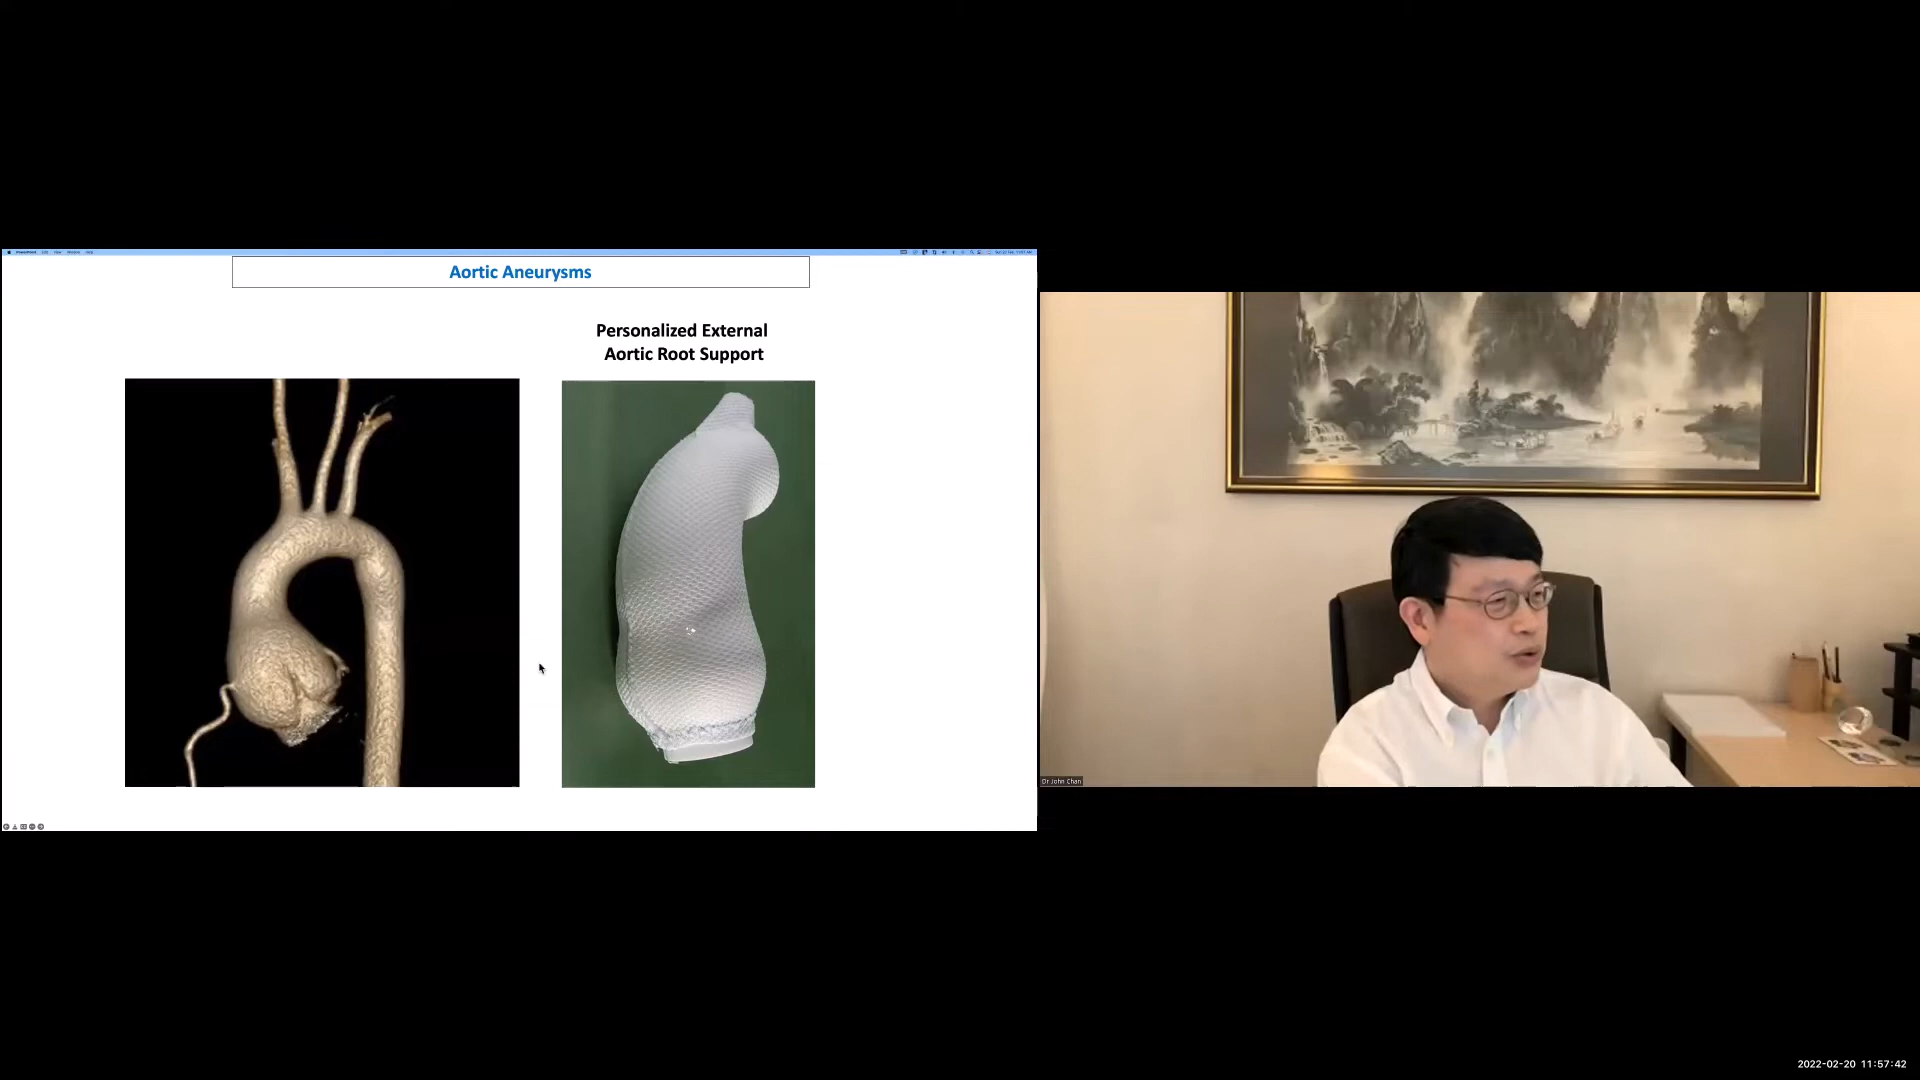 Aortic Aneurysms
Personalized External
Aortic Root Support
Dr John Chan
2022-02-20 11:57:42